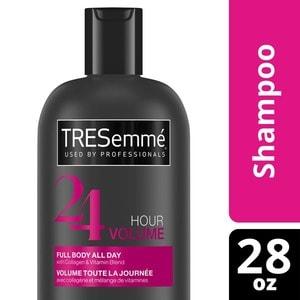 TRESemmé
USED BY PROFESSIONALS
24
HOUR
VOLUME
FULL BODY ALL DAY
with Collagen & Vitamin Blend
VOLUME TOUTE LA JOURNÉE
avec collagène et mélange de vitamines
Shampoo
28
oz